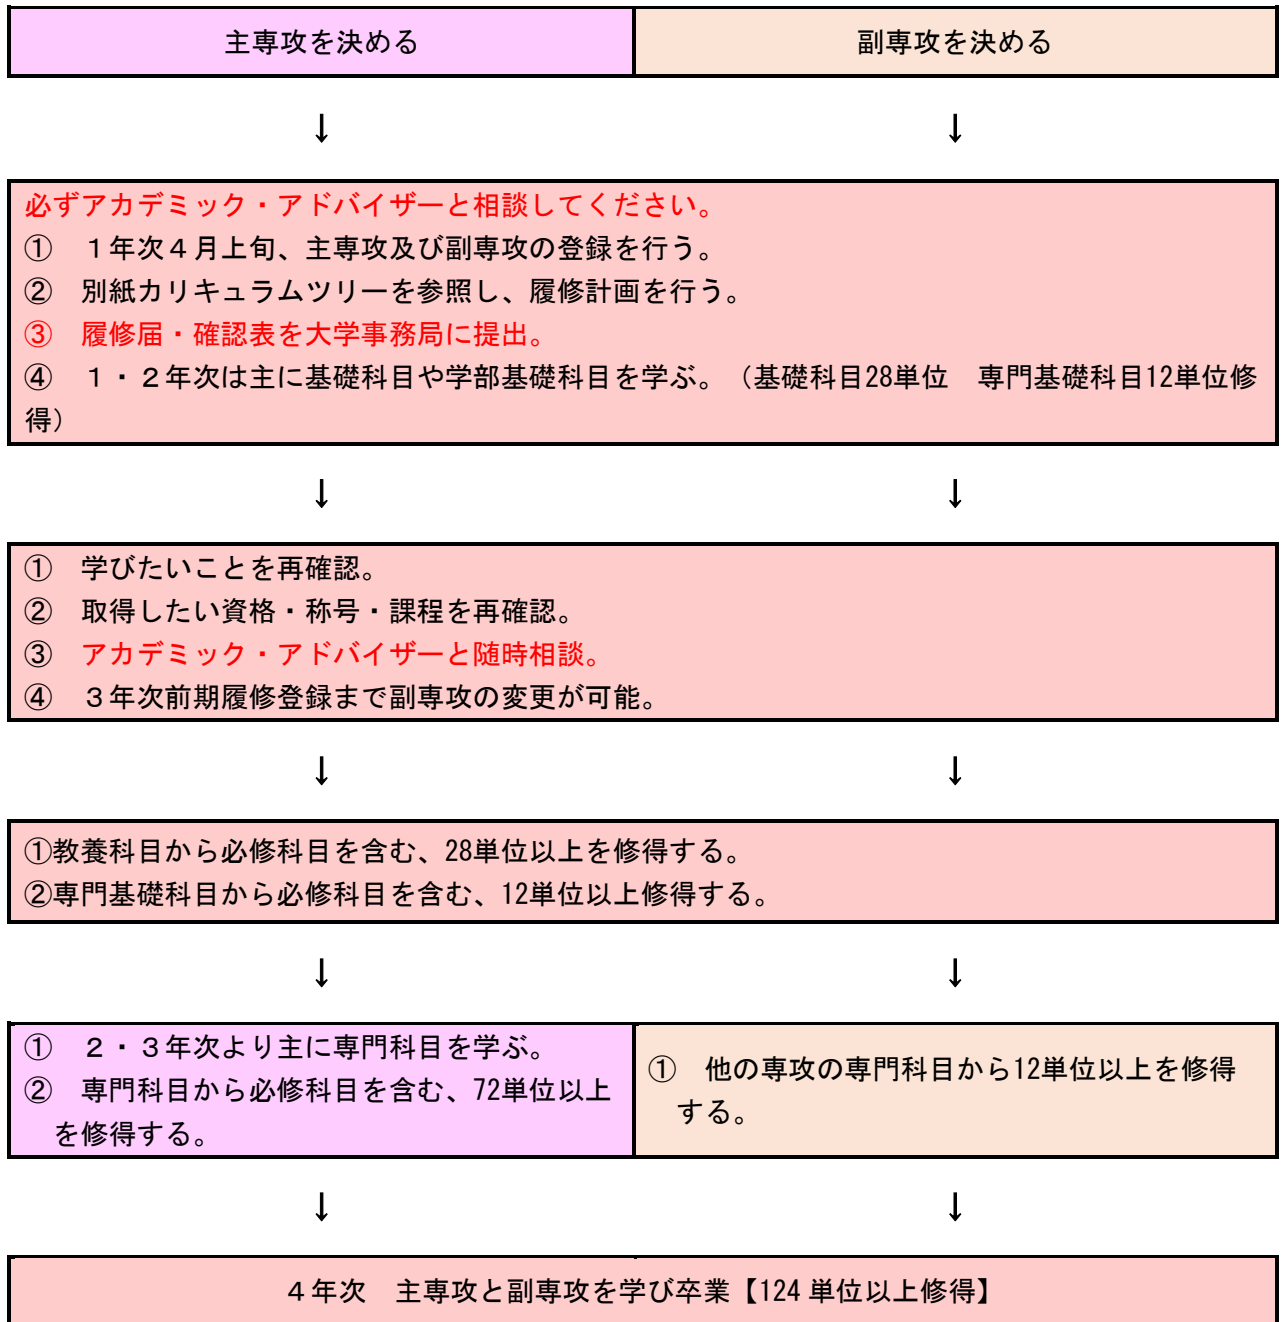 主専攻を決める
副専攻を決める
↓ ↓
必ずアカデミック・アドバイザーと相談してください。
① １年次４月上旬、主専攻及び副専攻の登録を行う。
② 別紙カリキュラムツリーを参照し、履修計画を行う。
③ 履修届・確認表を大学事務局に提出。
④ １・２年次は主に基礎科目や学部基礎科目を学ぶ。（基礎科目28単位　専門基礎科目12単位修
得）
↓ ↓
① 学びたいことを再確認。
② 取得したい資格・称号・課程を再確認。
③ アカデミック・アドバイザーと随時相談。
④ ３年次前期履修登録まで副専攻の変更が可能。
↓ ↓
①教養科目から必修科目を含む、28単位以上を修得する。
②専門基礎科目から必修科目を含む、12単位以上修得する。
↓ ↓
① ２・３年次より主に専門科目を学ぶ。
② 専門科目から必修科目を含む、72単位以上
を修得する。
① 他の専攻の専門科目から12単位以上を修得
する。
↓ ↓
４年次　主専攻と副専攻を学び卒業【124 単位以上修得】